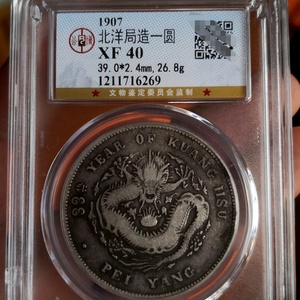 1907
北洋局造一圆
XF 40
39.0*2.4mm, 26.8g
1211716269
★ 文物鉴定委员会监制 ★
33rd YEAR OF KUANG HSU
PEI YANG